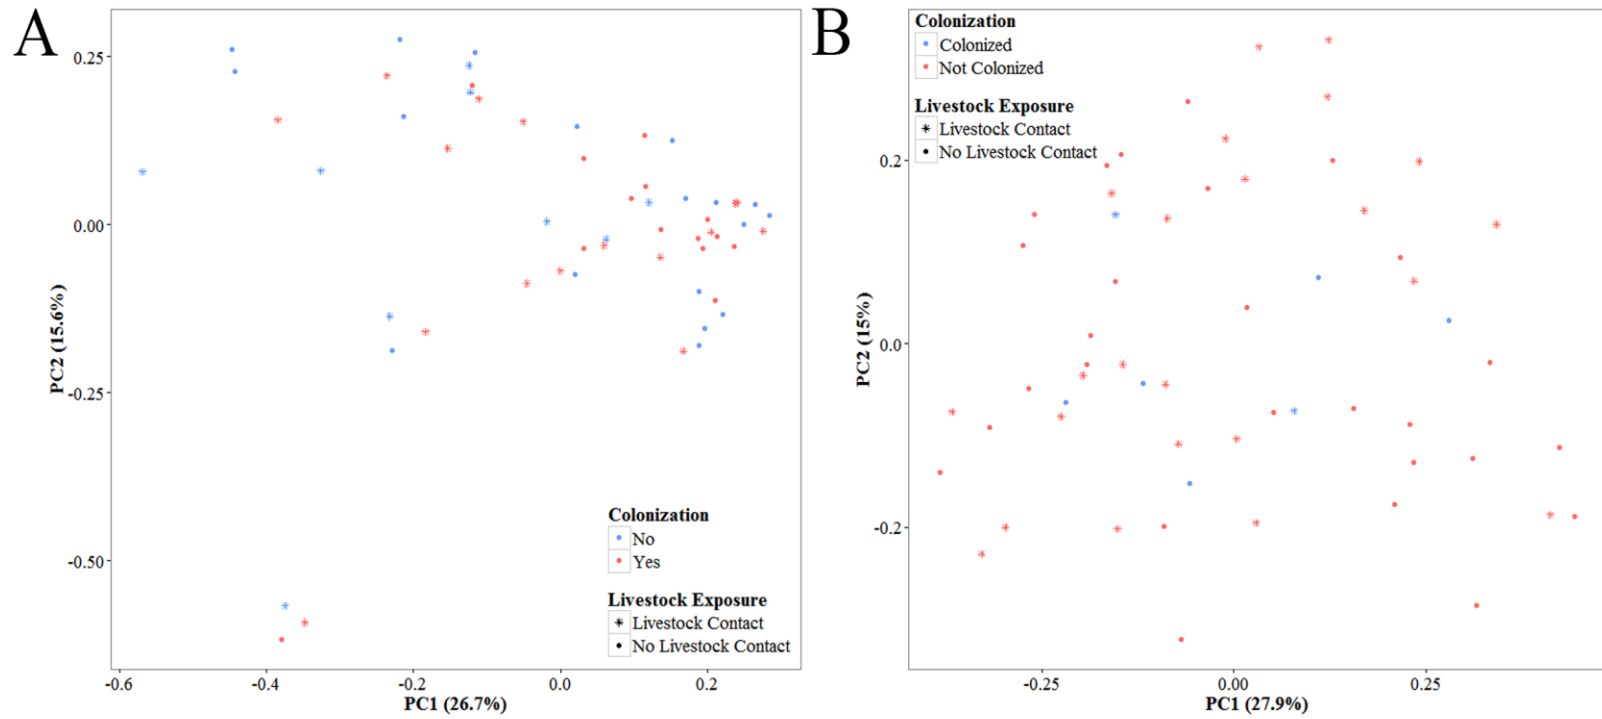 A
0.25
0.00
-0.25
-0.50
PC2 (15.6%)
-0.6
-0.4
-0.2
0.0
0.2
PC1 (26.7%)
Colonization
No
Yes
Livestock Exposure
Livestock Contact
No Livestock Contact
B
Colonization
Colonized
Not Colonized
Livestock Exposure
Livestock Contact
No Livestock Contact
0.2
0.0
-0.2
PC2 (15%)
-0.25
0.00
0.25
PC1 (27.9%)